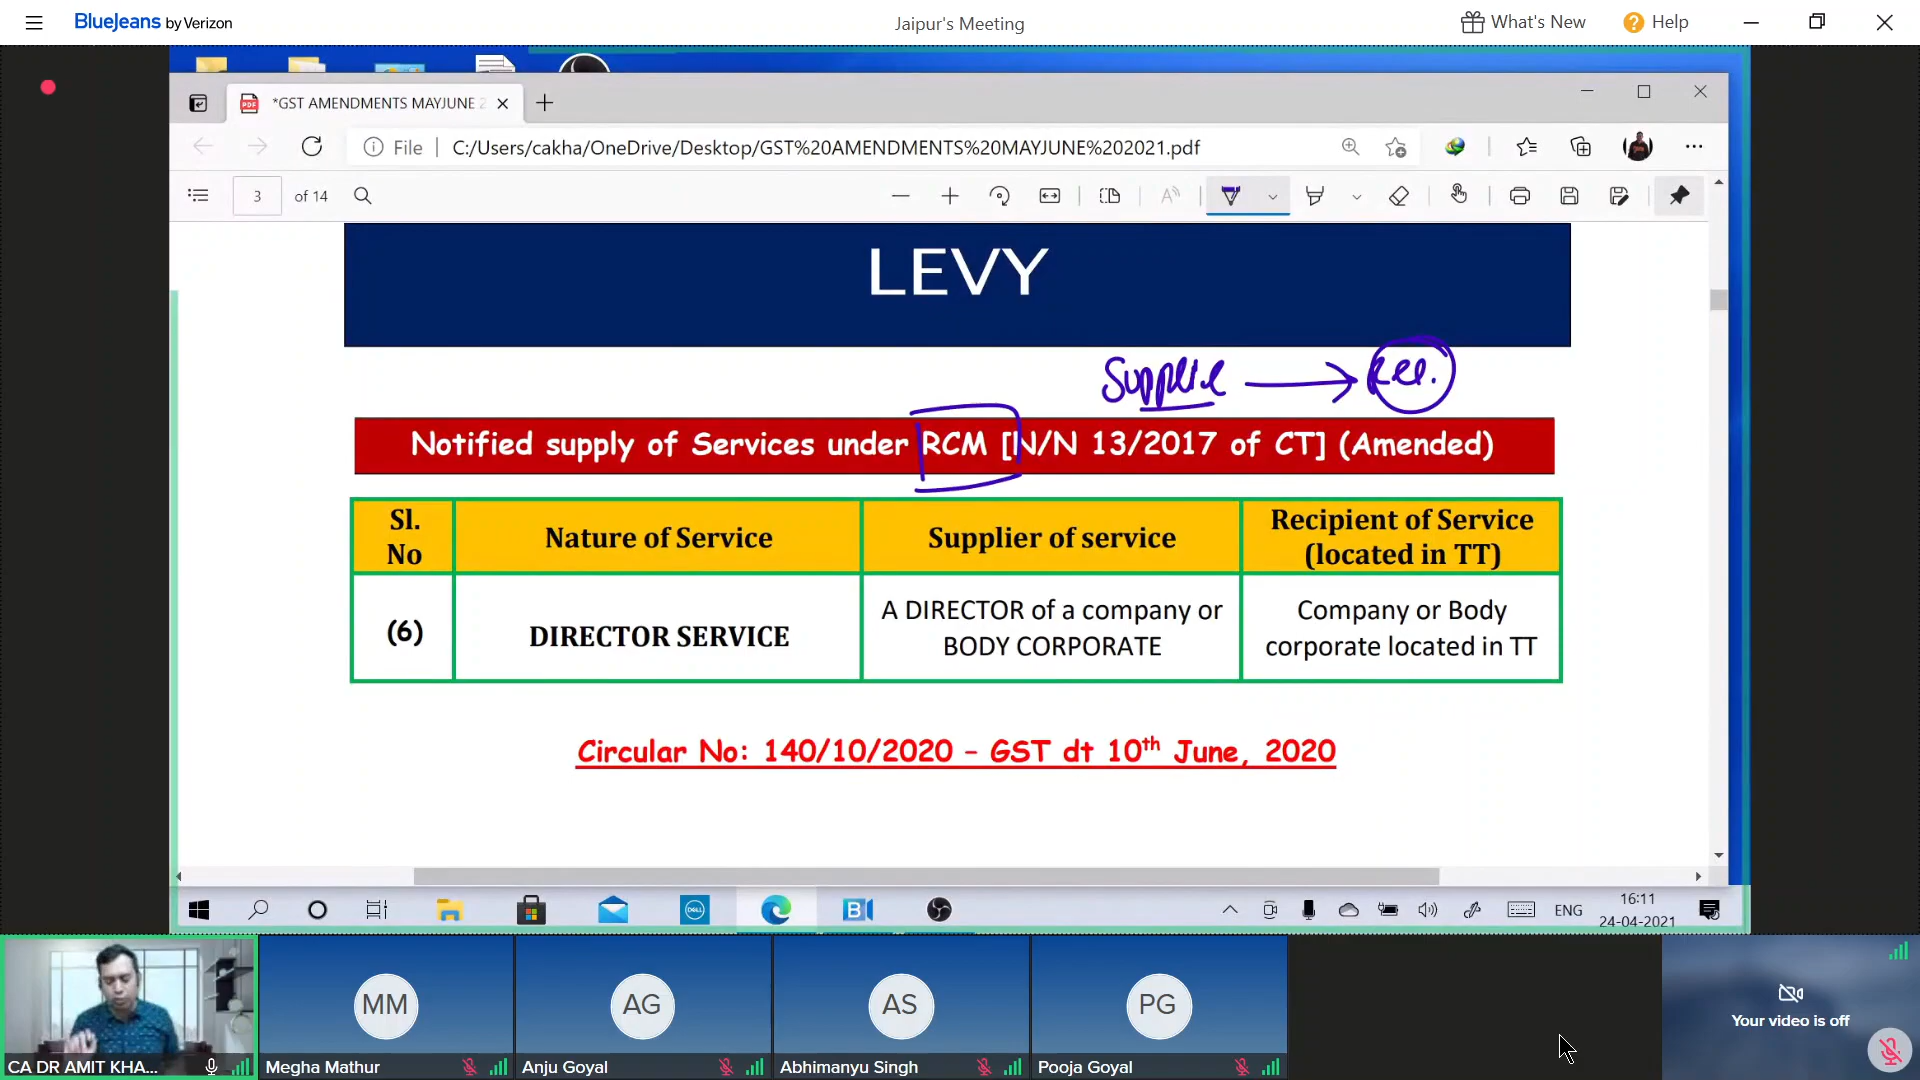 BlueJeans by Verizon
Jaipur's Meeting
What's New
Help
*GST AMENDMENTS MAYJUNE 2
File
C:/Users/cakha/OneDrive/Desktop/GST%20AMENDMENTS%20MAYJUNE%202021.pdf
3 of 14
LEVY
Rec.
Notified supply of Services under RCM [N/N 13/2017 of CT] (Amended)
Sl. No
Nature of Service
Supplier of service
Recipient of Service
(located in TT)
(6)
DIRECTOR SERVICE
A DIRECTOR of a company or
BODY CORPORATE
Company or Body
corporate located in TT
Circular No: 140/10/2020 – GST dt 10th June, 2020
DELL
ENG
16:11
24-04-2021
MM
AG
AS
PG
Your video is off
CA DR AMIT KHA...
Megha Mathur
Anju Goyal
Abhimanyu Singh
Pooja Goyal